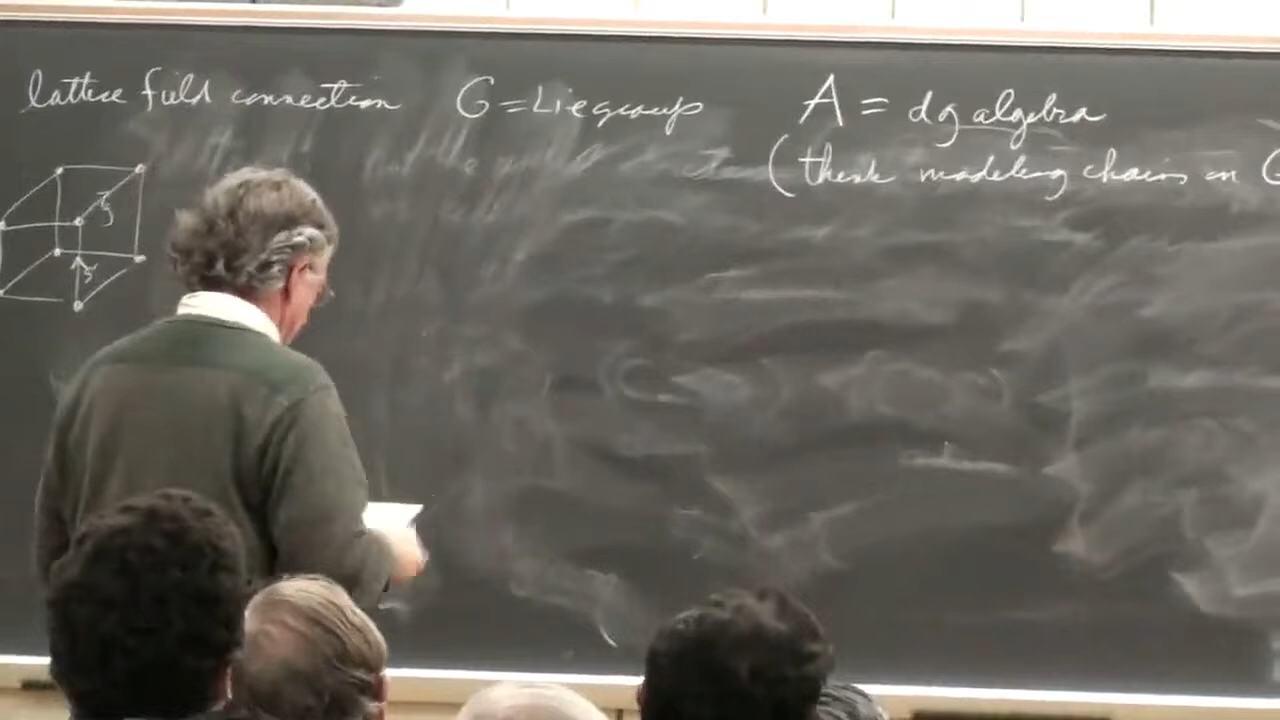 lattice field connection G = Lie group A = dg algebra
(think modeling chains on G